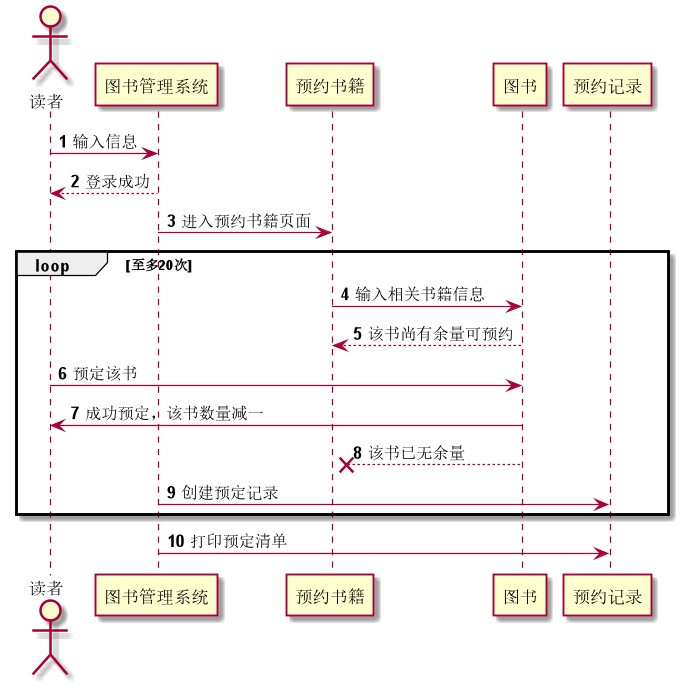 读者
图书管理系统
预约书籍
图书
预约记录
1 输入信息
2 登录成功
3 进入预约书籍页面
loop [至多20次]
4 输入相关书籍信息
5 该书尚有余量可预约
6 预定该书
7 成功预定，该书数量减一
8 该书已无余量
9 创建预定记录
10 打印预定清单
读者
图书管理系统
预约书籍
图书
预约记录